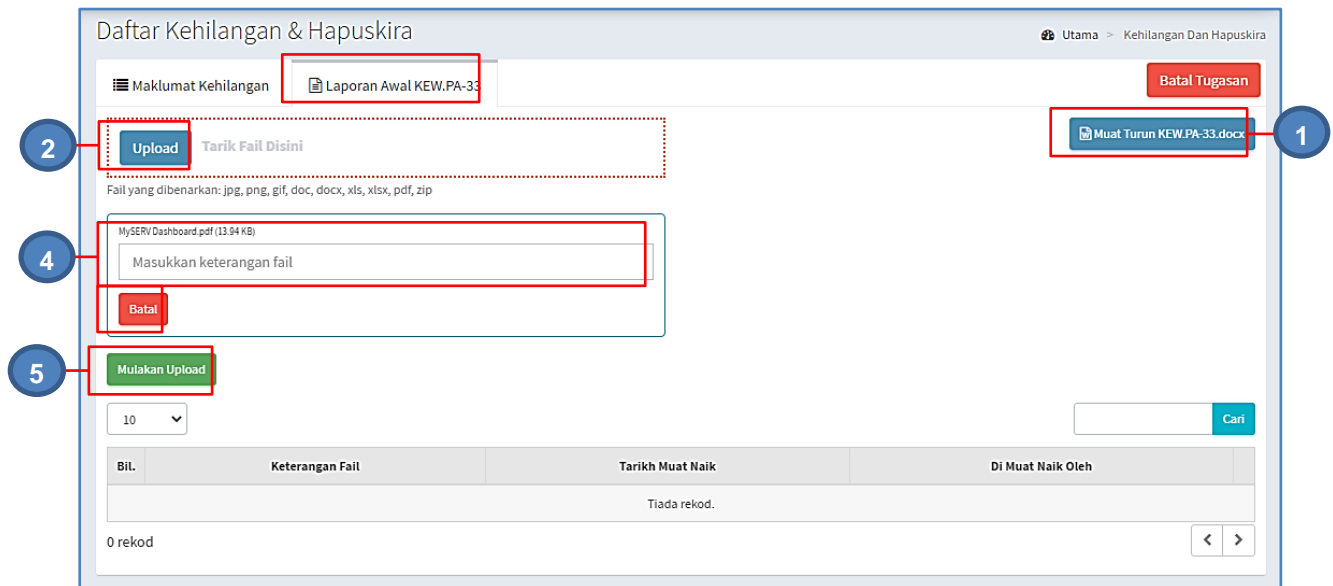 Daftar Kehilangan & Hapuskira
Utama > Kehilangan Dan Hapuskira
Maklumat Kehilangan
Laporan Awal KEW.PA-33
Batal Tugasan
2
Upload
Tarik Fail Disini
Muat Turun KEW.PA-33.docx
1
Fail yang dibenarkan: jpg, png, gif, doc, docx, xls, xlsx, pdf, zip
MySERV Dashboard.pdf (13.94 KB)
4
Masukkan keterangan fail
Batal
5
Mulakan Upload
10
Cari
Bil. Keterangan Fail Tarikh Muat Naik Di Muat Naik Oleh
Tiada rekod.
0 rekod